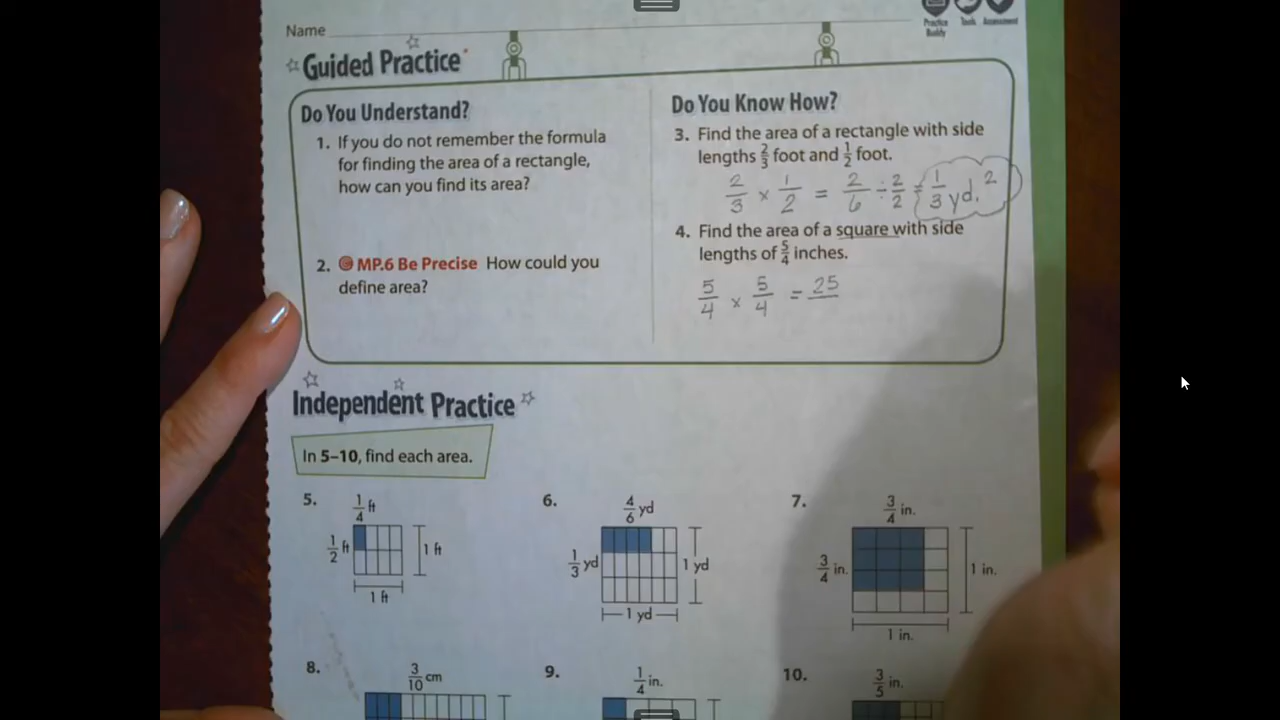 Name
Practice Buddy
Tools
Assessment
Guided Practice*
Do You Understand?
1. If you do not remember the formula
for finding the area of a rectangle,
how can you find its area?
2. MP.6 Be Precise How could you
define area?
Do You Know How?
3. Find the area of a rectangle with side
lengths 2/3 foot and 1/2 foot.
2/3 × 1/2 = 2/6 ÷ 2/2 = 1/3 yd.²
4. Find the area of a square with side
lengths of 5/4 inches.
5/4 × 5/4 = 25
Independent Practice
In 5–10, find each area.
5. 1/4 ft
1/2 ft
1 ft
1 ft
6. 4/6 yd
1/3 yd
1 yd
1 yd
7. 3/4 in.
3/4 in.
1 in.
1 in.
8. 3/10 cm
9. 1/4 in.
10. 3/5 in.